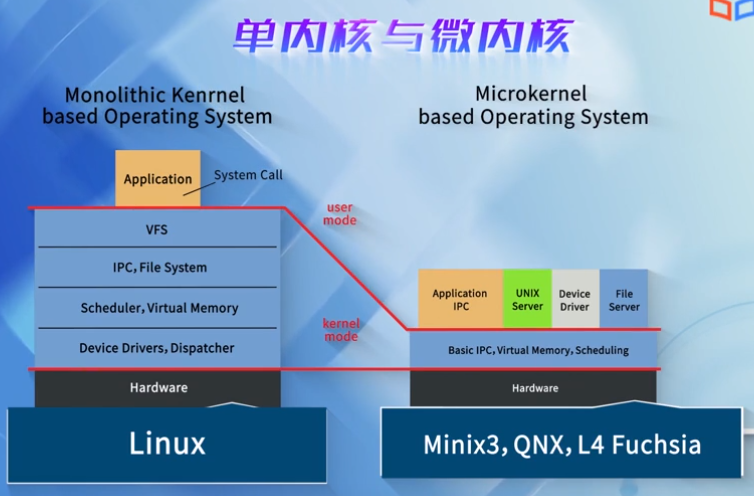 单内核与微内核
Monolithic Kenrnel
based Operating System
Application
System Call
VFS
IPC, File System
Scheduler, Virtual Memory
Device Drivers, Dispatcher
Hardware
Linux
user
mode
kernel
mode
Microkernel
based Operating System
Application
IPC
UNIX
Server
Device
Driver
File
Server
Basic IPC, Virtual Memory, Scheduling
Hardware
Minix3, QNX, L4 Fuchsia